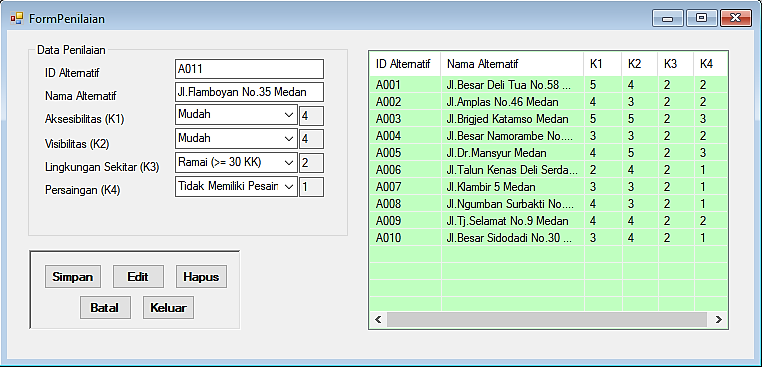 FormPenilaian
Data Penilaian
ID Alternatif A011
Nama Alternatif Jl.Flamboyan No.35 Medan
Aksesibilitas (K1) Mudah 4
Visibilitas (K2) Mudah 4
Lingkungan Sekitar (K3) Ramai (>= 30 KK) 2
Persaingan (K4) Tidak Memiliki Pesain 1
Simpan Edit Hapus
Batal Keluar
ID Alternatif Nama Alternatif K1 K2 K3 K4
A001 Jl.Besar Deli Tua No.58 ... 5 4 2 2
A002 Jl.Amplas No.46 Medan 4 3 2 2
A003 Jl.Brigjed Katamso Medan 5 5 2 3
A004 Jl.Besar Namorambe No.... 3 3 2 2
A005 Jl.Dr.Mansyur Medan 4 5 2 3
A006 Jl.Talun Kenas Deli Serda... 2 4 2 1
A007 Jl.Klambir 5 Medan 3 3 2 1
A008 Jl.Ngumban Surbakti No.... 4 3 2 1
A009 Jl.Tj.Selamat No.9 Medan 4 4 2 2
A010 Jl.Besar Sidodadi No.30 ... 3 4 2 1